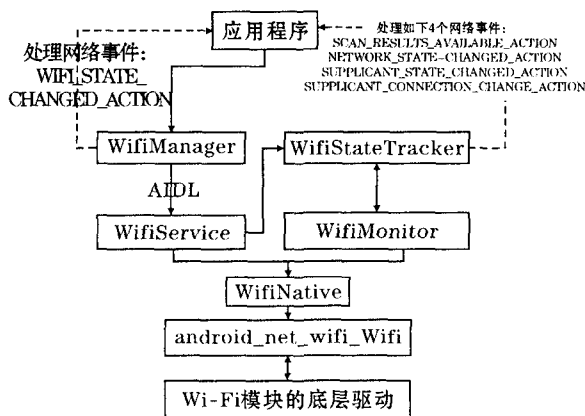 应用程序
处理网络事件:
WIFI_STATE_
CHANGED_ACTION
处理如下4个网络事件:
SCAN_RESULTS_AVAILABLE_ACTION
NETWORK_STATE-CHANGED_ACTION
SUPPLICANT_STATE_CHANGED_ACTION
SUPPLICANT_CONNECTION_CHANGE_ACTION
WifiManager
WifiStateTracker
AIDL
WifiService
WifiMonitor
WifiNative
android_net_wifi_Wifi
Wi-Fi模块的底层驱动